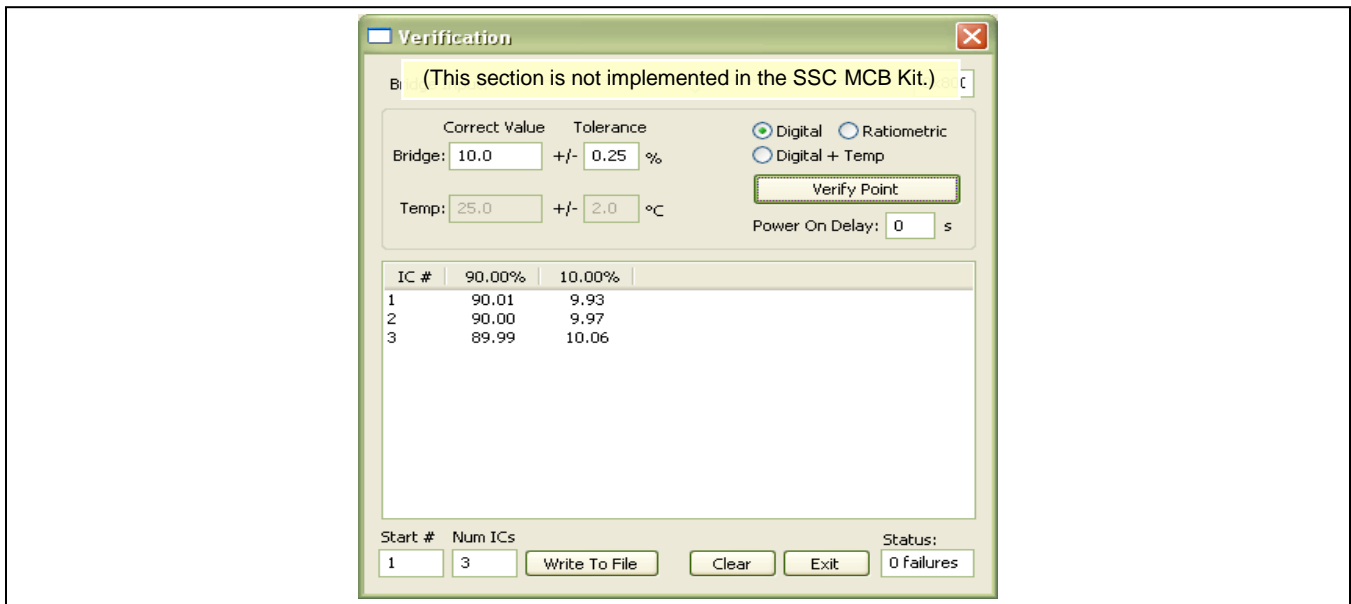 Verification
(This section is not implemented in the SSC MCB Kit.)
Correct Value Tolerance
Bridge: 10.0 +/- 0.25 %
Temp: 25.0 +/- 2.0 °C
Digital Ratiometric
Digital + Temp
Verify Point
Power On Delay: 0 s
IC # 90.00% 10.00%
1 90.01 9.93
2 90.00 9.97
3 89.99 10.06
Start # Num ICs Status:
1 3 Write To File Clear Exit 0 failures